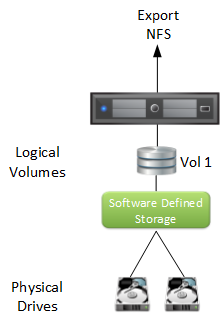 Export
NFS
Logical
Volumes
Vol 1
Software Defined
Storage
Physical
Drives